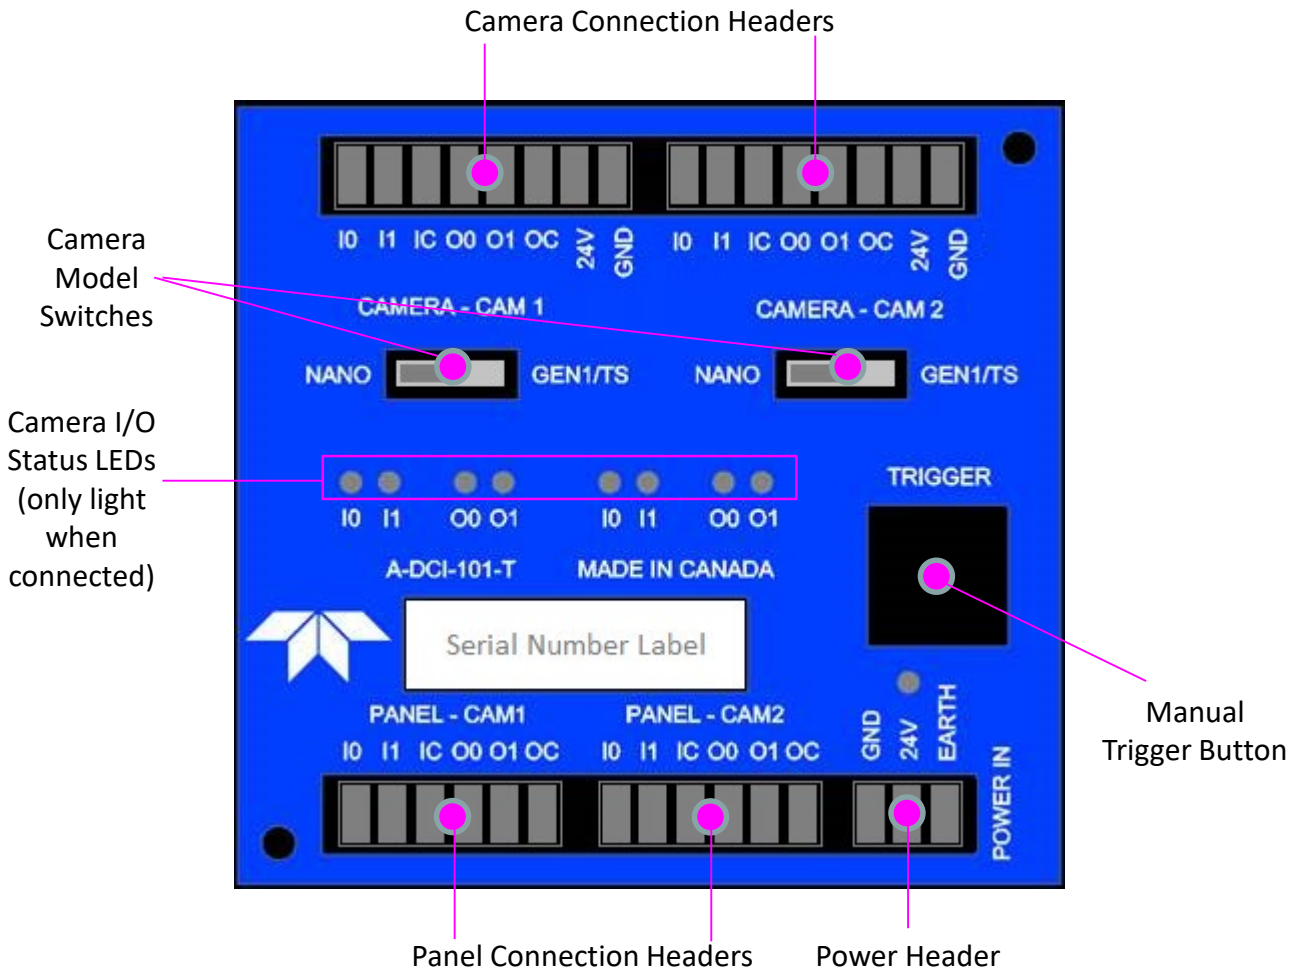 Camera Connection Headers
I0 I1 IC O0 O1 OC 24V GND
I0 I1 IC O0 O1 OC 24V GND
Camera
Model
Switches
CAMERA - CAM 1
CAMERA - CAM 2
NANO
GEN1/TS
NANO
GEN1/TS
Camera I/O
Status LEDs
(only light
when
connected)
I0 I1 O0 O1
I0 I1 O0 O1
TRIGGER
A-DCI-101-T
MADE IN CANADA
Serial Number Label
PANEL - CAM1
PANEL - CAM2
I0 I1 IC O0 O1 OC
I0 I1 IC O0 O1 OC
GND
24V
EARTH
POWER IN
Manual
Trigger Button
Panel Connection Headers
Power Header